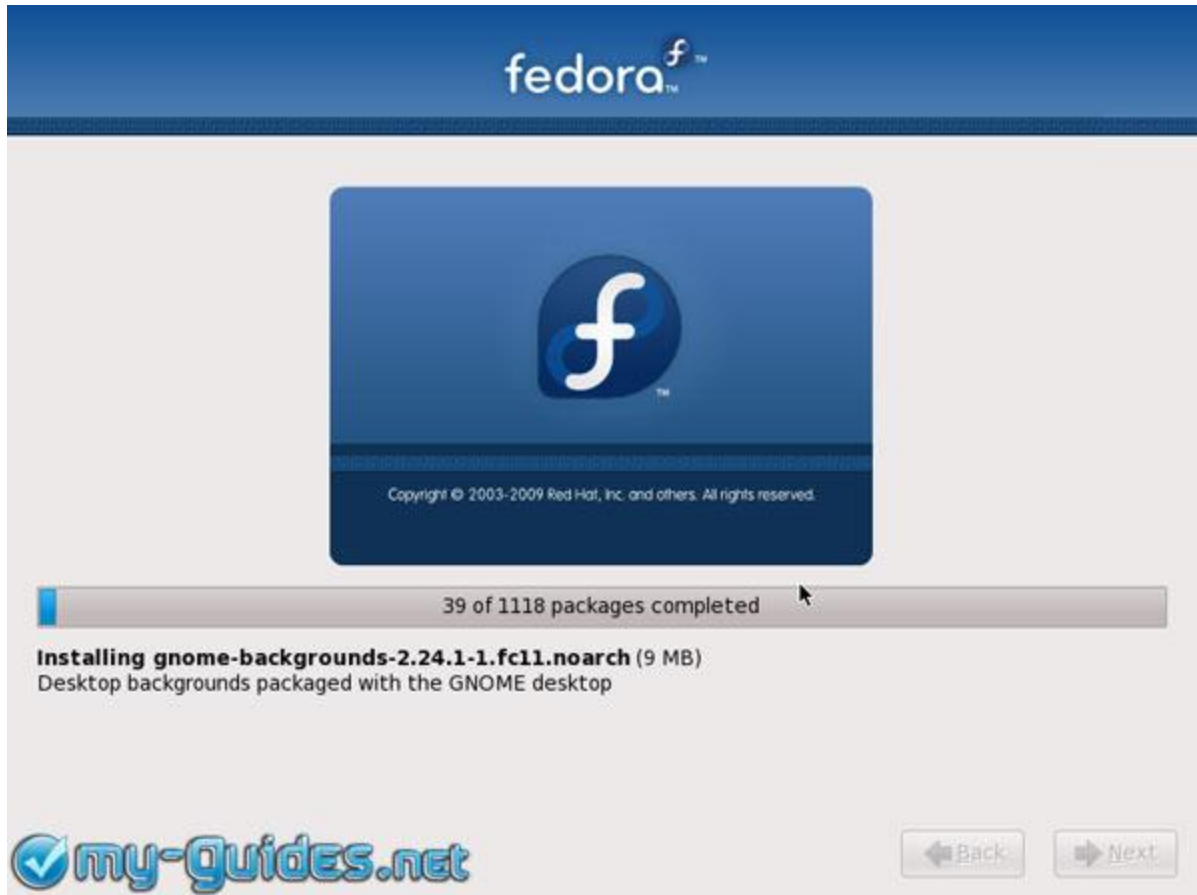 fedora™
™
Copyright © 2003-2009 Red Hat, Inc. and others. All rights reserved.
39 of 1118 packages completed
Installing gnome-backgrounds-2.24.1-1.fc11.noarch (9 MB)
Desktop backgrounds packaged with the GNOME desktop
my-guides.net
Back
Next